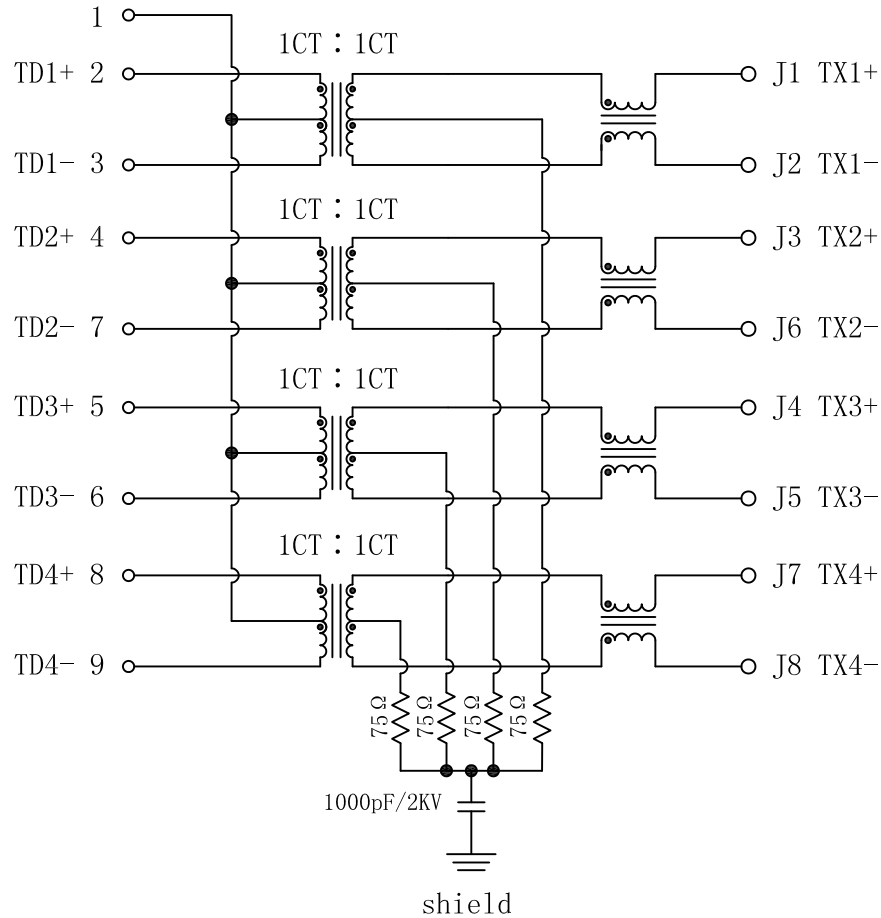 1
1CT：1CT
TD1+ 2
J1 TX1+
TD1- 3
J2 TX1-
1CT：1CT
TD2+ 4
J3 TX2+
TD2- 7
J6 TX2-
1CT：1CT
TD3+ 5
J4 TX3+
TD3- 6
J5 TX3-
1CT：1CT
TD4+ 8
J7 TX4+
TD4- 9
J8 TX4-
75Ω
75Ω
75Ω
75Ω
1000pF/2KV
shield